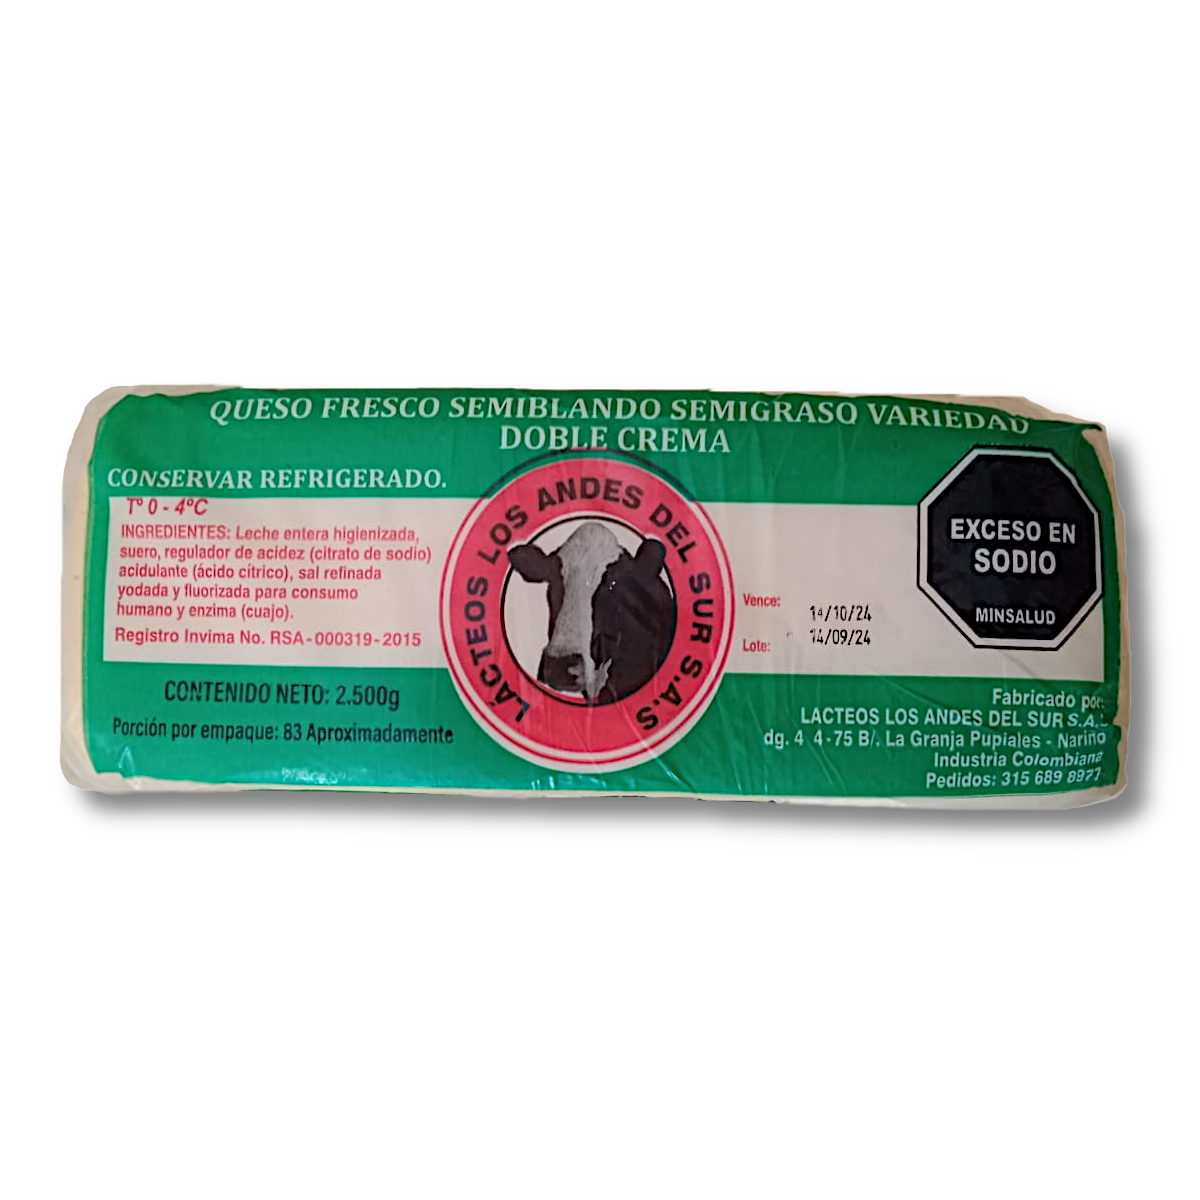 QUESO FRESCO SEMIBLANDO SEMIGRASO VARIEDAD
DOBLE CREMA
CONSERVAR REFRIGERADO.
Tº 0 - 4ºC
INGREDIENTES: Leche entera higienizada,
suero, regulador de acidez (citrato de sodio)
acidulante (ácido cítrico), sal refinada
yodada y fluorizada para consumo
humano y enzima (cuajo).
Registro Invima No. RSA-000319-2015
CONTENIDO NETO: 2.500g
Porción por empaque: 83 Aproximadamente
LÁCTEOS LOS ANDES DEL SUR S.A.S
Vence: 14/10/24
Lote: 14/09/24
EXCESO EN
SODIO
MINSALUD
Fabricado por:
LACTEOS LOS ANDES DEL SUR
dg. 4 4-75 B/. La Granja Pupiales - Nariño
Industria Colombiana
Pedidos: 315 689 8977